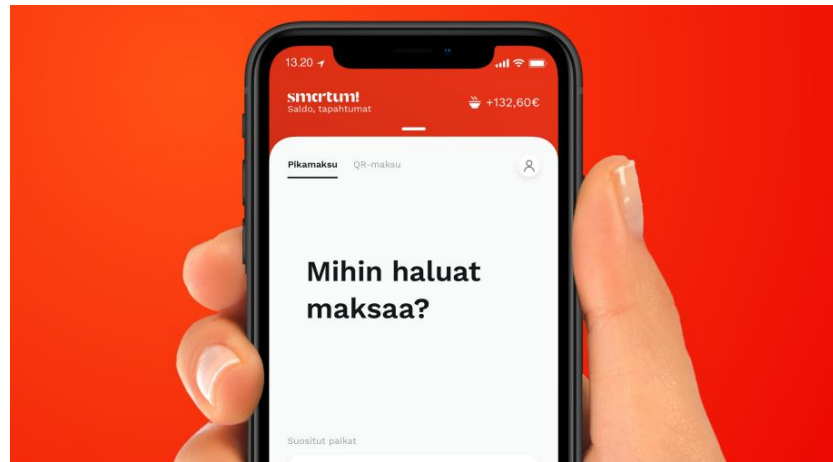 13.20
smartum!
Saldo, tapahtumat
+132,60€
Pikamaksu QR-maksu
Mihin haluat
maksaa?
Suositut paikat